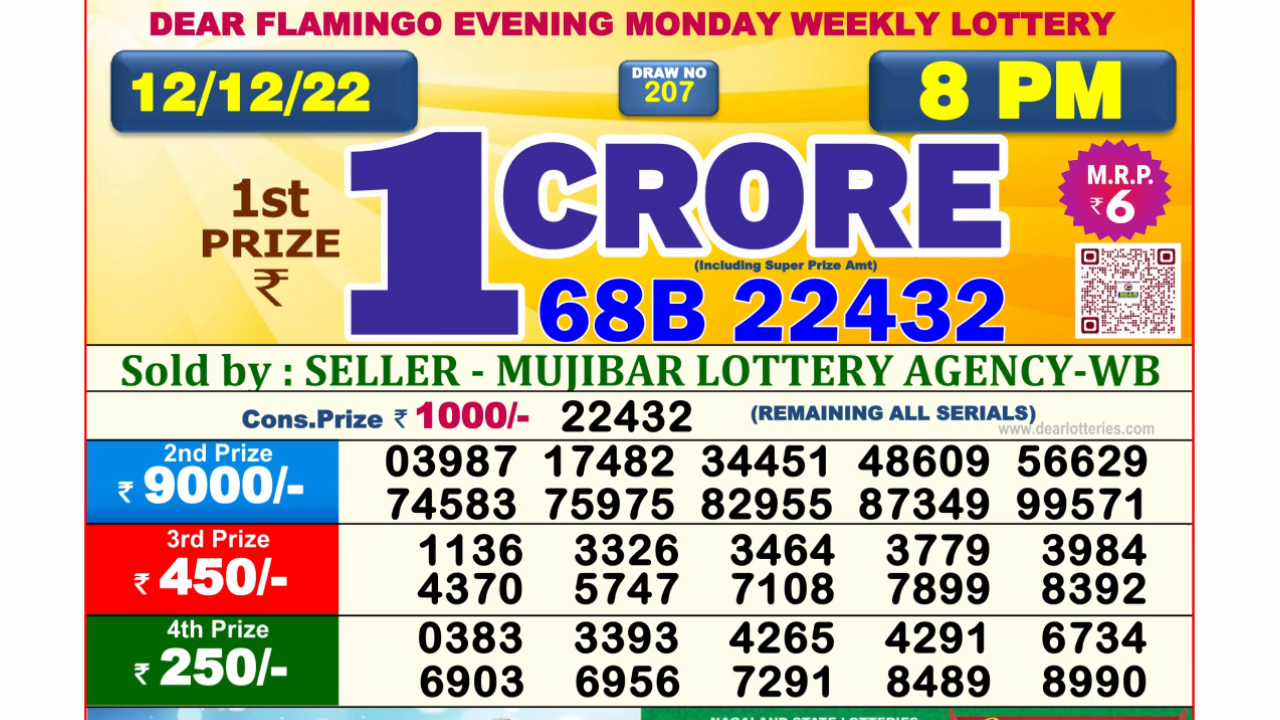 DEAR FLAMINGO EVENING MONDAY WEEKLY LOTTERY
12/12/22
DRAW NO
207
8 PM
1st
PRIZE
₹
1 CRORE
(Including Super Prize Amt)
68B 22432
M.R.P.
₹6
Sold by : SELLER - MUJIBAR LOTTERY AGENCY-WB
Cons.Prize ₹ 1000/- 22432 (REMAINING ALL SERIALS)
www.dearlotteries.com
2nd Prize
₹ 9000/-
03987 17482 34451 48609 56629
74583 75975 82955 87349 99571
3rd Prize
₹ 450/-
1136 3326 3464 3779 3984
4370 5747 7108 7899 8392
4th Prize
₹ 250/-
0383 3393 4265 4291 6734
6903 6956 7291 8489 8990
NAGALAND STATE LOTTERIES